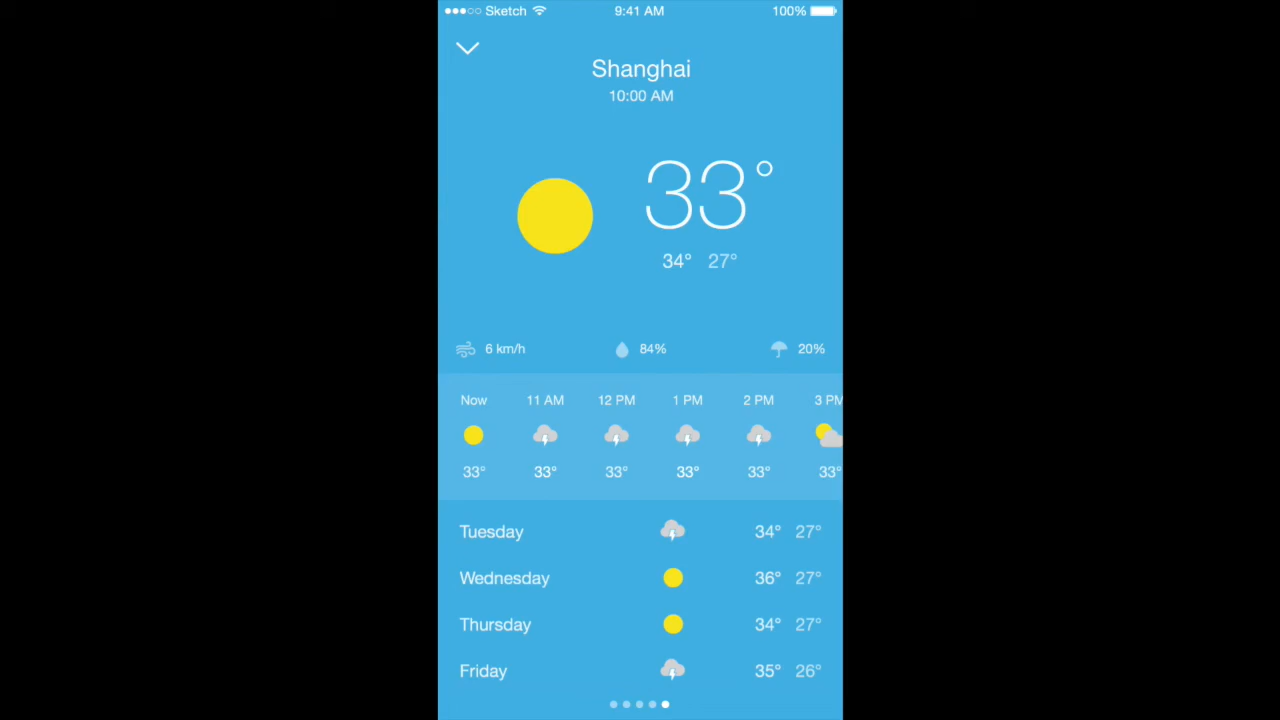 Sketch 9:41 AM 100%
Shanghai
10:00 AM
33°
34° 27°
6 km/h 84% 20%
Now 11 AM 12 PM 1 PM 2 PM 3 PM
33° 33° 33° 33° 33° 33°
Tuesday 34° 27°
Wednesday 36° 27°
Thursday 34° 27°
Friday 35° 26°